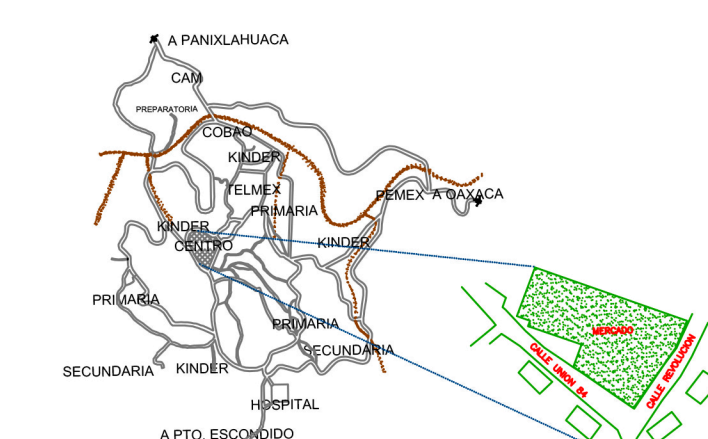 A PANIXLAHUACA
CAM
PREPARATORIA
COBAO
KINDER
TELMEX
PEMEX A OAXACA
PRIMARIA
KINDER
CENTRO
KINDER
PRIMARIA
PRIMARIA
MERCADO
SECUNDARIA
CALLE UNION 84
CALLE REVOLUCION
SECUNDARIA
KINDER
HOSPITAL
A PTO. ESCONDIDO